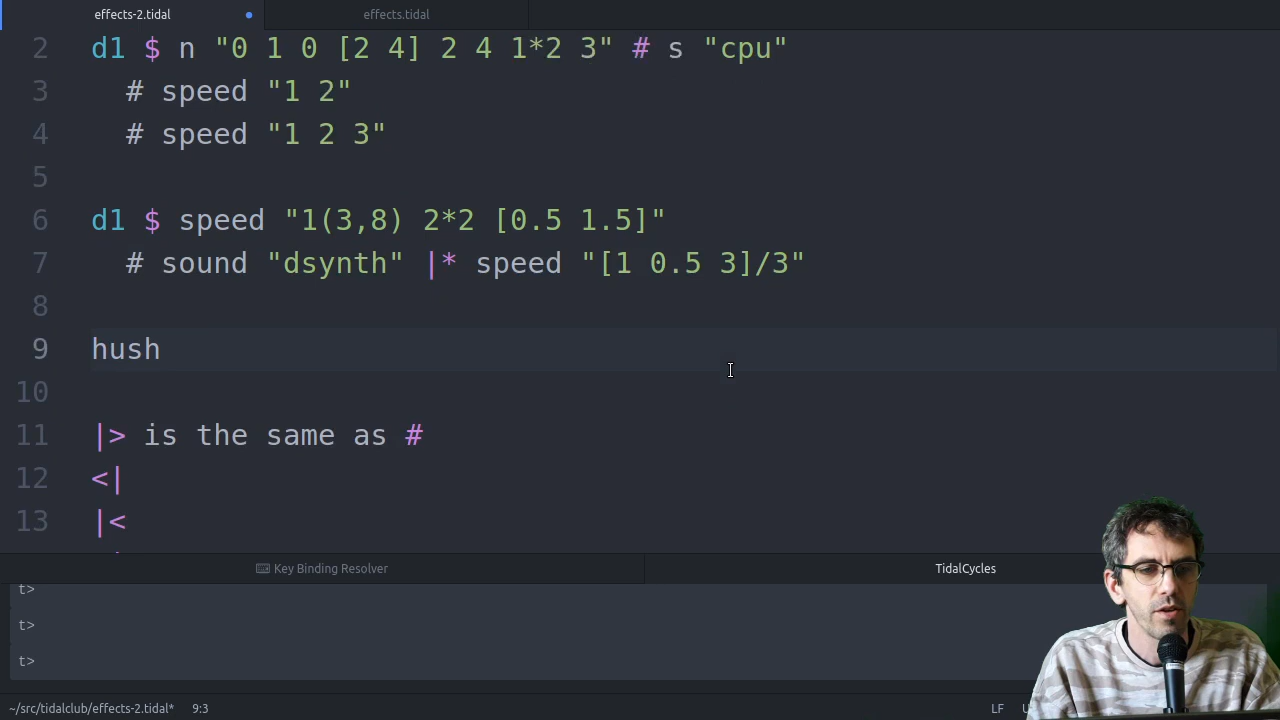 effects-2.tidal effects.tidal
2 d1 $ n "0 1 0 [2 4] 2 4 1*2 3" # s "cpu"
3 # speed "1 2"
4 # speed "1 2 3"
5
6 d1 $ speed "1(3,8) 2*2 [0.5 1.5]"
7 # sound "dsynth" |* speed "[1 0.5 3]/3"
8
9 hush
10
11 |> is the same as #
12 <|
13 |<
Key Binding Resolver TidalCycles
t>
t>
t>
~/src/tidalclub/effects-2.tidal* 9:3 LF